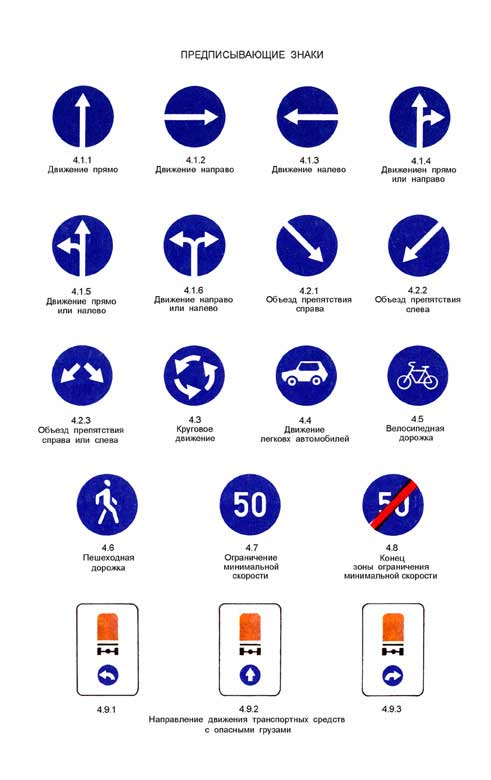 ПРЕДПИСЫВАЮЩИЕ ЗНАКИ
4.1.1
Движение прямо
4.1.2
Движение направо
4.1.3
Движение налево
4.1.4
Движениен прямо
или направо
4.1.5
Движение прямо
или налево
4.1.6
Движение направо
или налево
4.2.1
Объезд препятствия
справа
4.2.2
Объезд препятствия
слева
4.2.3
Объезд препятствия
справа или слева
4.3
Круговое
движение
4.4
Движение
легковх автомобилей
4.5
Велосипедная
дорожка
4.6
Пешеходная
дорожка
50
4.7
Ограничение
минимальной
скорости
50
4.8
Конец
зоны ограничения
минимальной скорости
4.9.1
4.9.2
4.9.3
Направление движения транспортных средств
с опасными грузами